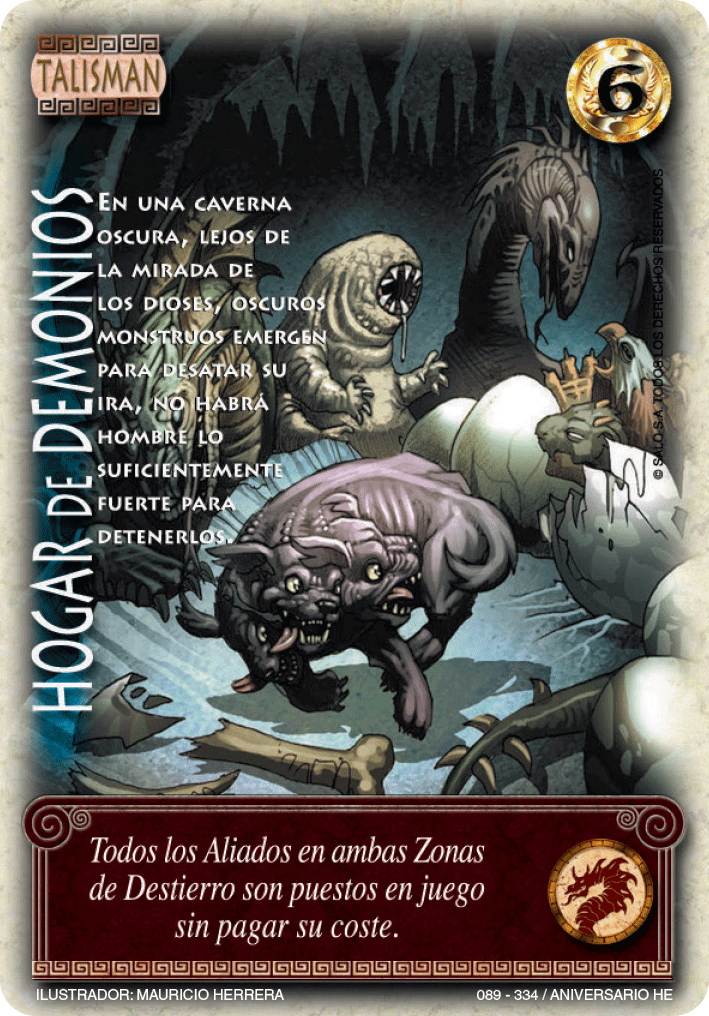 TALISMAN
6
HOGAR DE DEMONIOS
EN UNA CAVERNA
OSCURA, LEJOS DE
LA MIRADA DE
LOS DIOSES, OSCUROS
MONSTRUOS EMERGEN
PARA DESATAR SU
IRA, NO HABRÁ
HOMBRE LO
SUFICIENTEMENTE
FUERTE PARA
DETENERLOS.
© SALO S.A. TODOS LOS DERECHOS RESERVADOS
Todos los Aliados en ambas Zonas
de Destierro son puestos en juego
sin pagar su coste.
ILUSTRADOR: MAURICIO HERRERA
089 - 334 / ANIVERSARIO HE